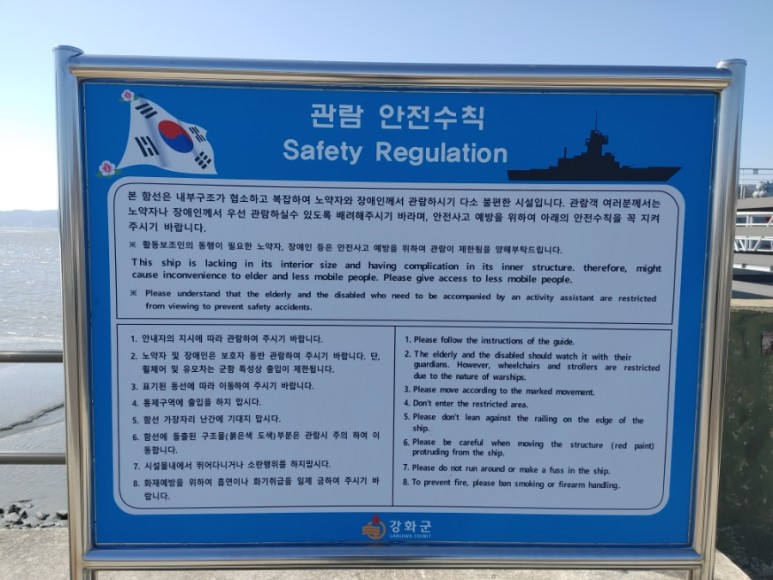 관람 안전수칙
Safety Regulation
본 함선은 내부구조가 협소하고 복잡하여 노약자와 장애인께서 관람하시기 다소 불편한 시설입니다. 관람객 여러분께서는
노약자나 장애인께서 우선 관람하실수 있도록 배려해주시기 바라며, 안전사고 예방을 위하여 아래의 안전수칙을 꼭 지켜
주시기 바랍니다.
※ 활동보조인의 동행이 필요한 노약자, 장애인 등은 안전사고 예방을 위하여 관람이 제한됨을 양해부탁드립니다.
This ship is lacking in its interior size and having complication in its inner structure. therefore, might
cause inconvenience to elder and less mobile people. Please give access to less mobile people.
※ Please understand that the elderly and the disabled who need to be accompanied by an activity assistant are restricted
from viewing to prevent safety accidents.
1. 안내자의 지시에 따라 관람하여 주시기 바랍니다.
2. 노약자 및 장애인은 보호자 동반 관람하여 주시기 바랍니다. 단,
휠체어 및 유모차는 군함 특성상 출입이 제한됩니다.
3. 표기된 동선에 따라 이동하여 주시기 바랍니다.
4. 통제구역에 출입을 하지 맙시다.
5. 함선 가장자리 난간에 기대지 맙시다.
6. 함선에 돌출된 구조물(붉은색 도색)부분은 관람시 주의 하여 이
동합니다.
7. 시설물내에서 뛰어다니거나 소란행위를 하지맙시다.
8. 화재예방을 위하여 흡연이나 화기취급을 일제 금하여 주시기 바
랍니다.
1. Please follow the instructions of the guide.
2. The elderly and the disabled should watch it with their
guardians. However, wheelchairs and strollers are restricted
due to the nature of warships.
3. Please move according to the marked movement.
4. Don't enter the restricted area.
5. Please don't lean against the railing on the edge of the
ship.
6. Please be careful when moving the structure (red paint)
protruding from the ship.
7. Please do not run around or make a fuss in the ship.
8. To prevent fire, please ban smoking or firearm handling.
강화군
GANGHWA COUNTY